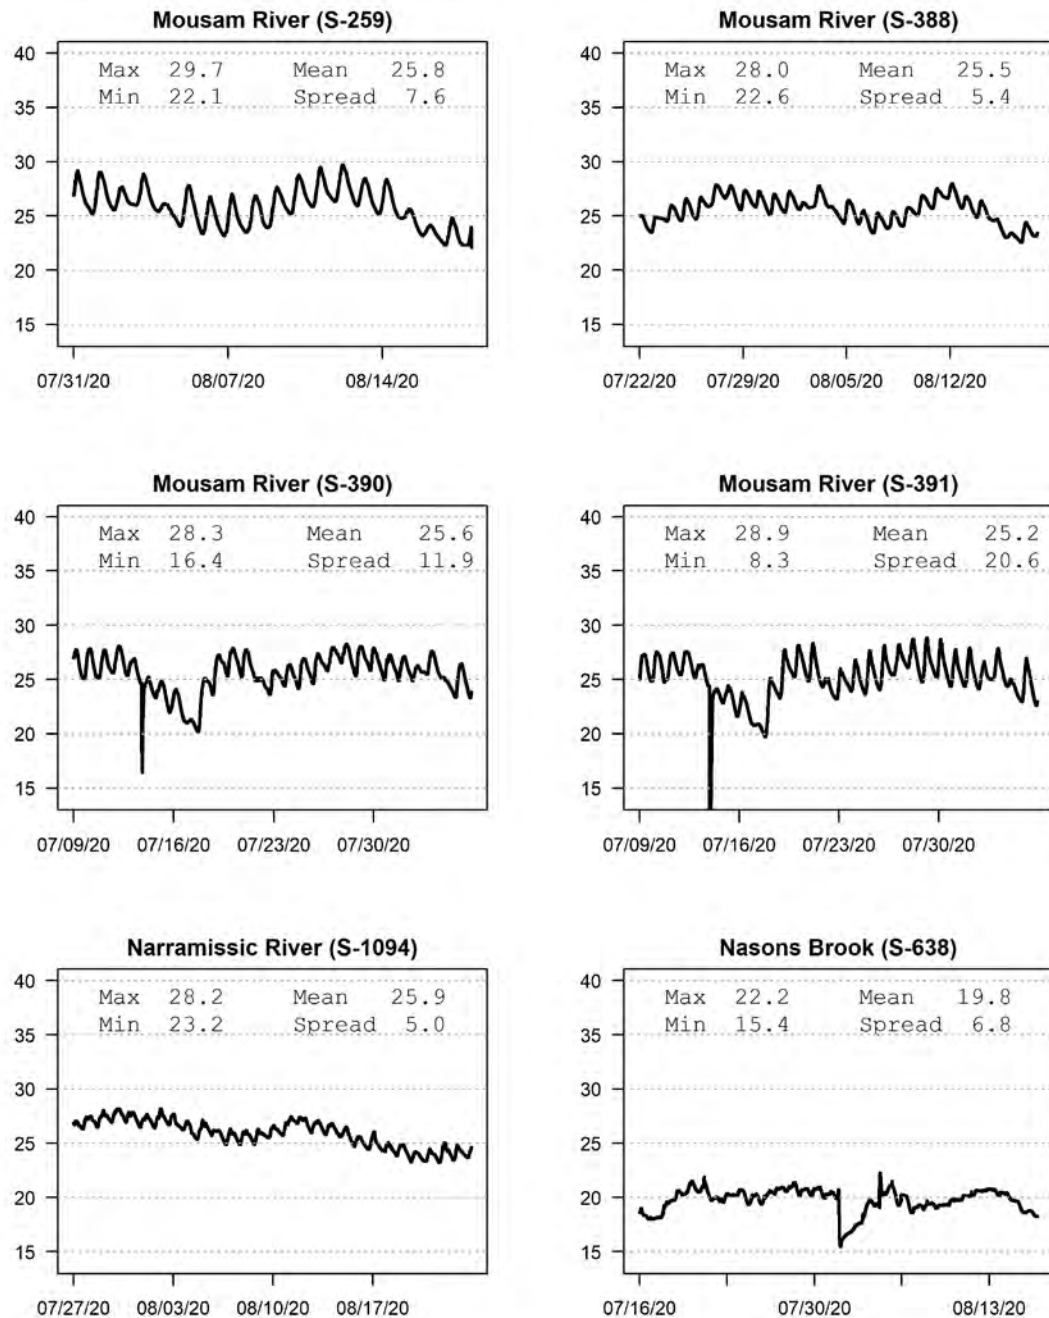 Mousam River (S-259)
40
35
30
25
20
15
Max 29.7 Mean 25.8
Min 22.1 Spread 7.6
07/31/20 08/07/20 08/14/20
Mousam River (S-388)
40
35
30
25
20
15
Max 28.0 Mean 25.5
Min 22.6 Spread 5.4
07/22/20 07/29/20 08/05/20 08/12/20
Mousam River (S-390)
40
35
30
25
20
15
Max 28.3 Mean 25.6
Min 16.4 Spread 11.9
07/09/20 07/16/20 07/23/20 07/30/20
Mousam River (S-391)
40
35
30
25
20
15
Max 28.9 Mean 25.2
Min 8.3 Spread 20.6
07/09/20 07/16/20 07/23/20 07/30/20
Narramissic River (S-1094)
40
35
30
25
20
15
Max 28.2 Mean 25.9
Min 23.2 Spread 5.0
07/27/20 08/03/20 08/10/20 08/17/20
Nasons Brook (S-638)
40
35
30
25
20
15
Max 22.2 Mean 19.8
Min 15.4 Spread 6.8
07/16/20 07/30/20 08/13/20